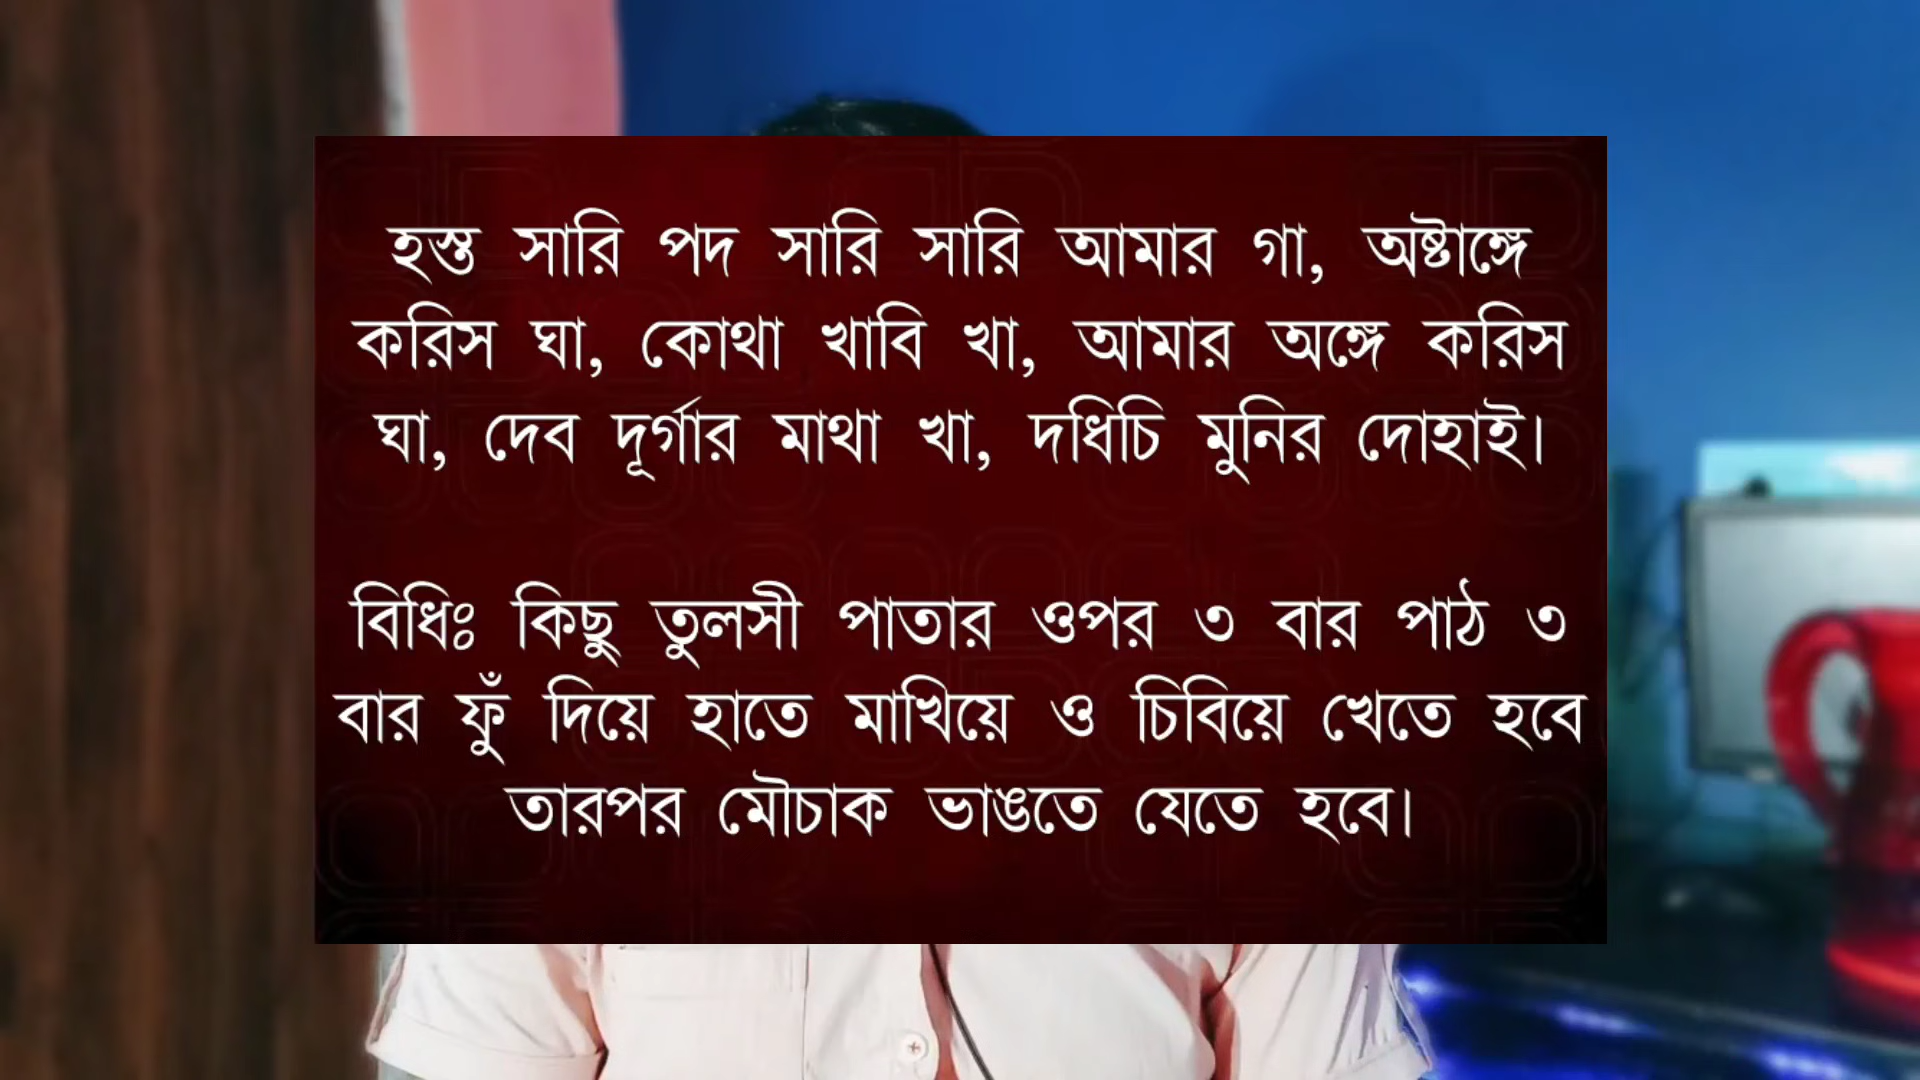 হস্ত সারি পদ সারি সারি আমার গা, অষ্টাঙ্গে
করিস ঘা, কোথা খাবি খা, আমার অঙ্গে করিস
ঘা, দেব দূর্গার মাথা খা, দধিচি মুনির দোহাই।
বিধিঃ কিছু তুলসী পাতার ওপর ৩ বার পাঠ ৩
বার ফুঁ দিয়ে হাতে মাখিয়ে ও চিবিয়ে খেতে হবে
তারপর মৌচাক ভাঙতে যেতে হবে।